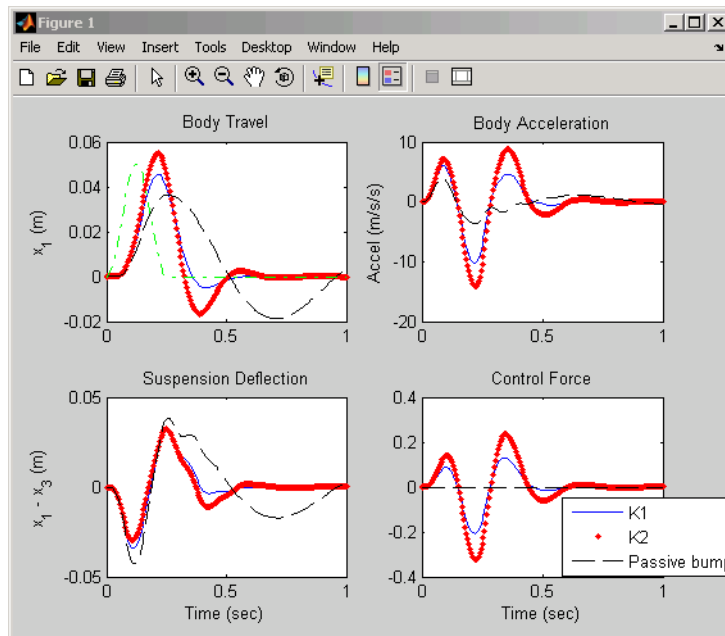 Figure 1
File Edit View Insert Tools Desktop Window Help
Body Travel
0.06
0.04
0.02
0
-0.02
x1 (m)
0 0.5 1
Body Acceleration
10
0
-10
-20
Accel (m/s/s)
0 0.5 1
Suspension Deflection
0.05
0
-0.05
x1 - x3 (m)
0 0.5 1
Time (sec)
Control Force
0.4
0.2
0
-0.2
-0.4
0 0.5 1
Time (sec)
K1
K2
Passive bump